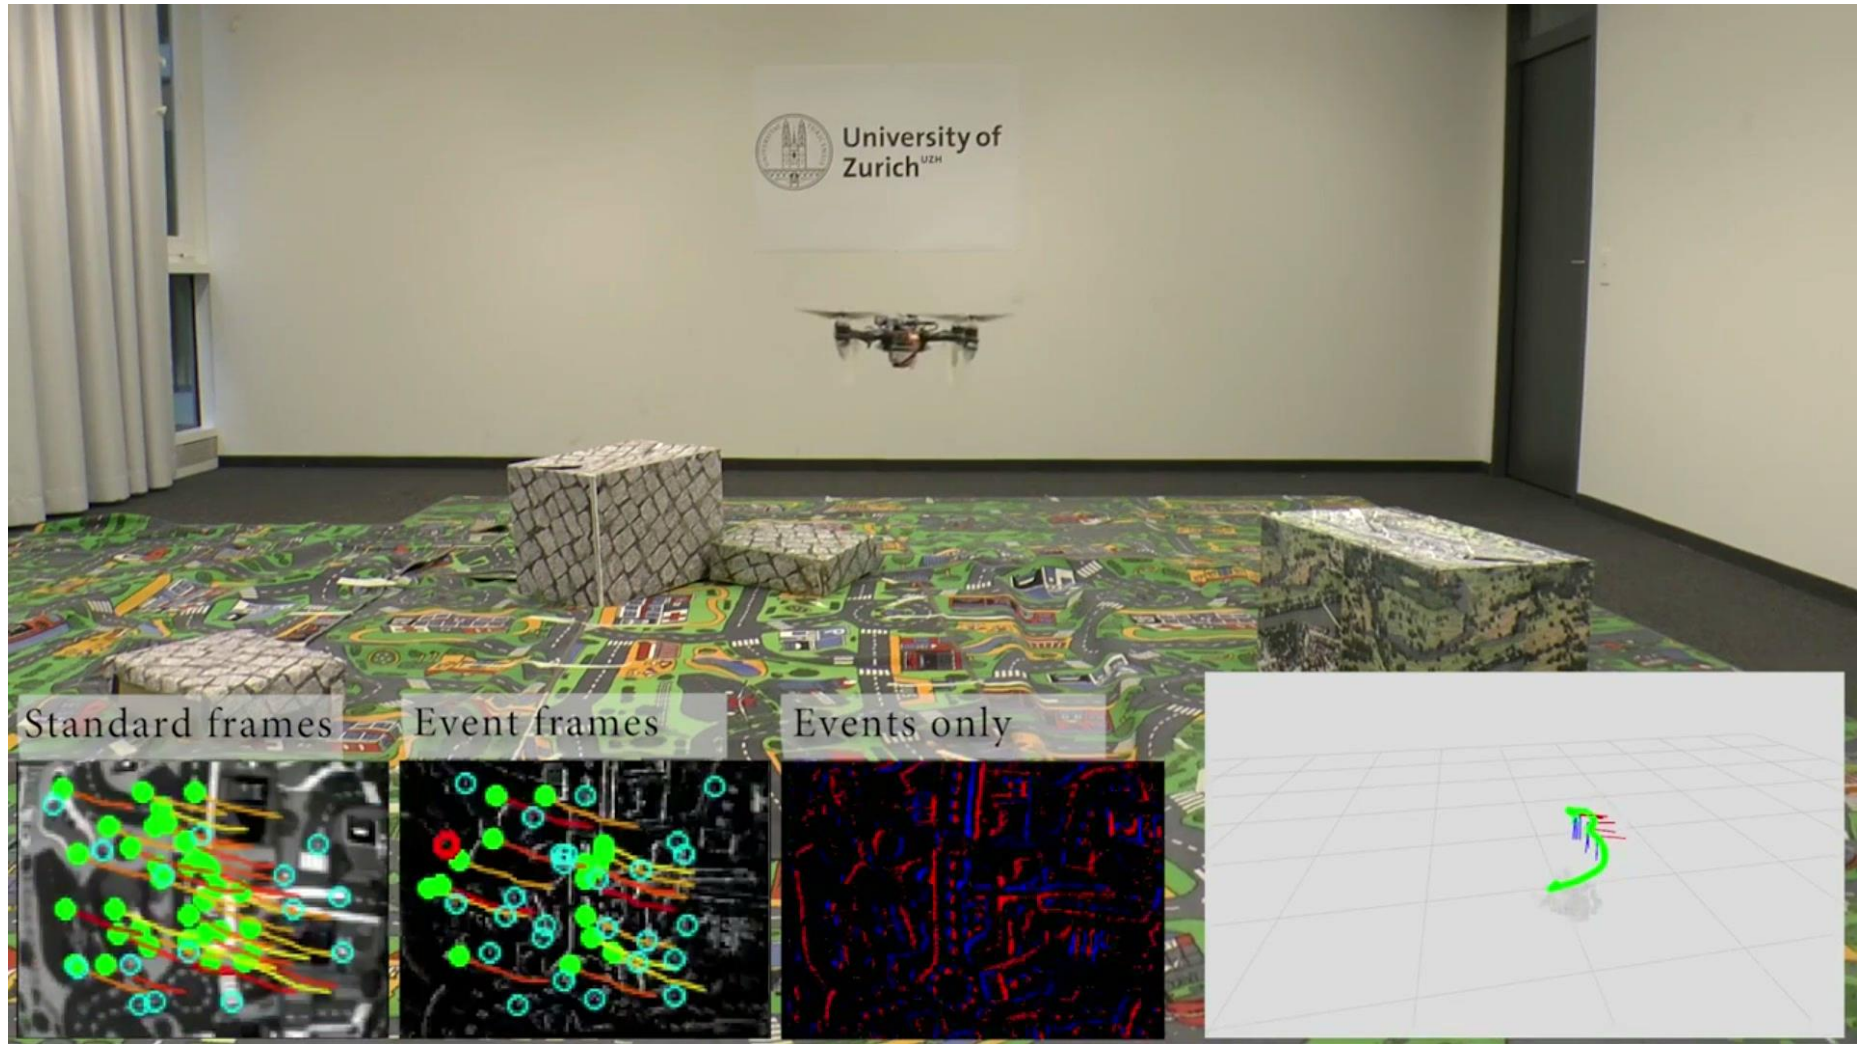 University of
Zurich UZH
Standard frames
Event frames
Events only